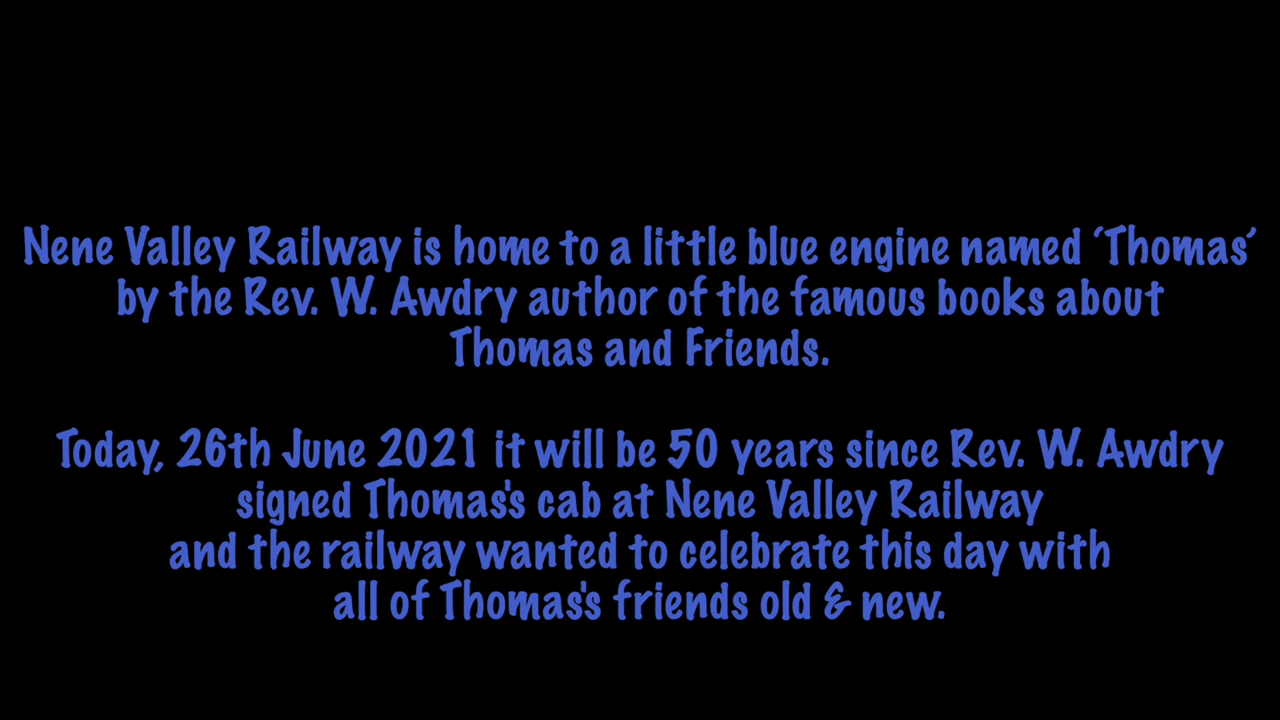 Nene Valley Railway is home to a little blue engine named ‘Thomas’
by the Rev. W. Awdry author of the famous books about
Thomas and Friends.
Today, 26th June 2021 it will be 50 years since Rev. W. Awdry
signed Thomas's cab at Nene Valley Railway
and the railway wanted to celebrate this day with
all of Thomas's friends old & new.